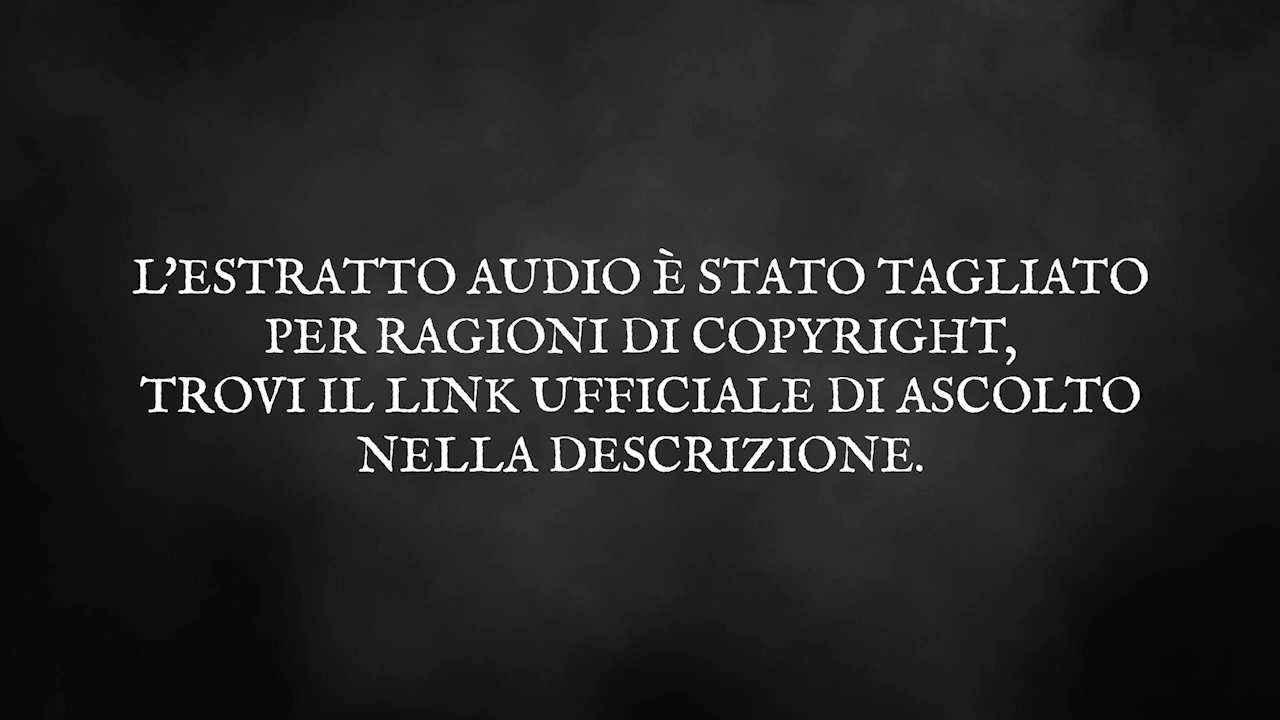 L'ESTRATTO AUDIO È STATO TAGLIATO
PER RAGIONI DI COPYRIGHT,
TROVI IL LINK UFFICIALE DI ASCOLTO
NELLA DESCRIZIONE.